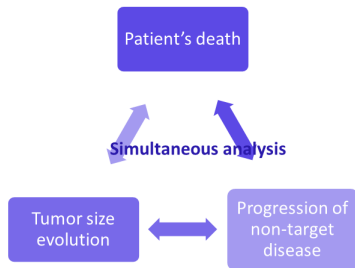 Patient's death
Simultaneous analysis
Tumor size
evolution
Progression of
non-target
disease